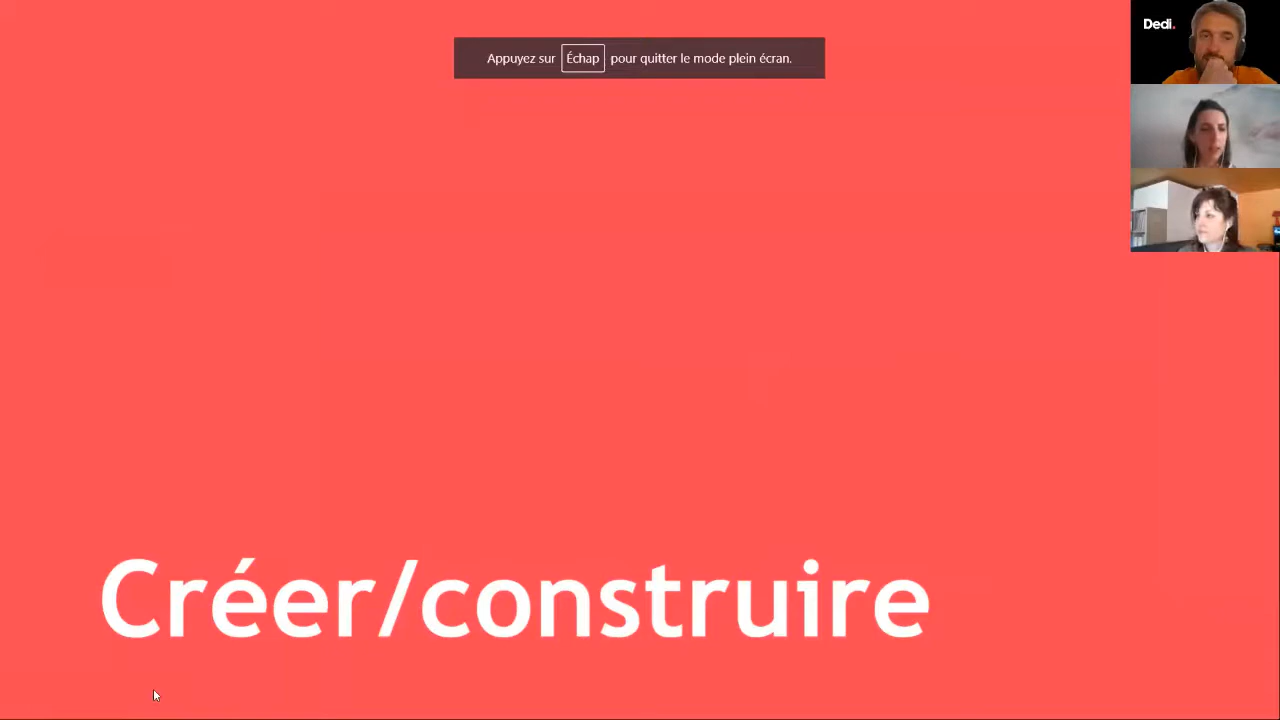 Appuyez sur Échap pour quitter le mode plein écran.
Dedi.
Créer/construire